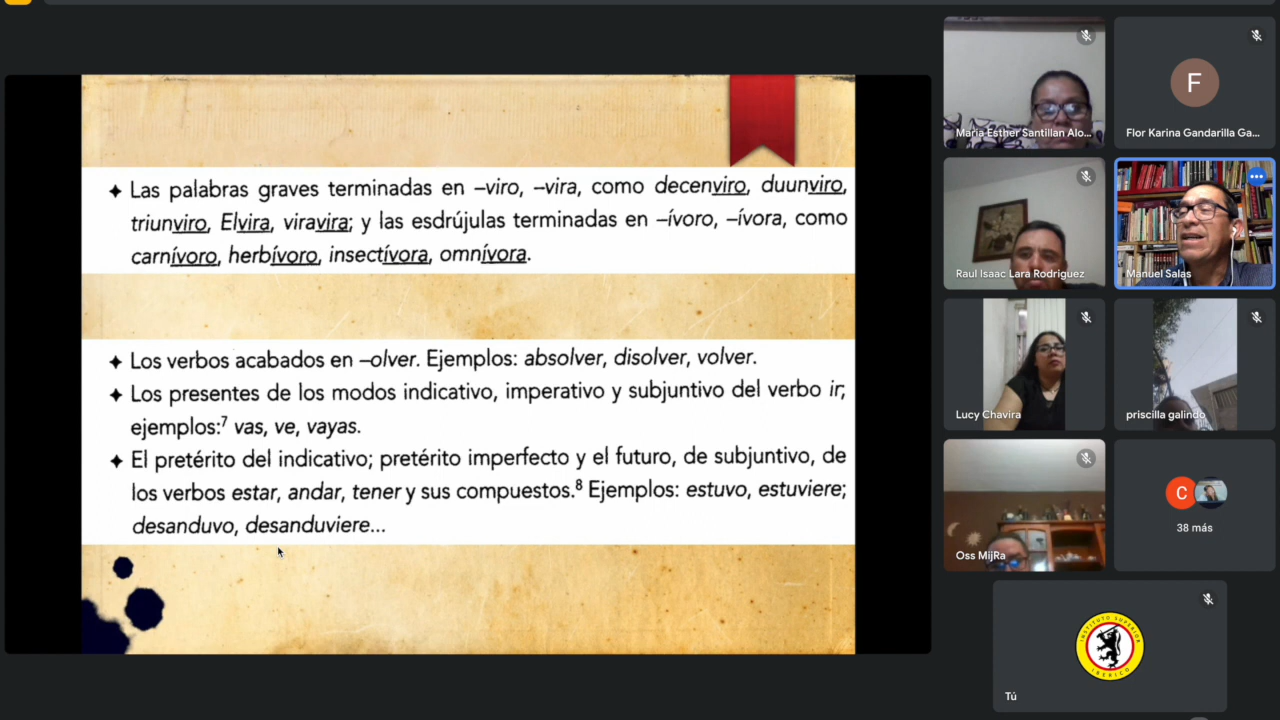 ✦ Las palabras graves terminadas en –viro, –vira, como decenviro, duunviro,
triunviro, Elvira, viravira; y las esdrújulas terminadas en –ívoro, –ívora, como
carnívoro, herbívoro, insectívora, omnívora.
✦ Los verbos acabados en –olver. Ejemplos: absolver, disolver, volver.
✦ Los presentes de los modos indicativo, imperativo y subjuntivo del verbo ir;
ejemplos:⁷ vas, ve, vayas.
✦ El pretérito del indicativo; pretérito imperfecto y el futuro, de subjuntivo, de
los verbos estar, andar, tener y sus compuestos.⁸ Ejemplos: estuvo, estuviere;
desanduvo, desanduviere...
Maria Esther Santillan Alo...
F
Flor Karina Gandarilla Ga...
Raul Isaac Lara Rodriguez
Manuel Salas
Lucy Chavira
priscilla galindo
Oss MijRa
C
38 más
INSTITUTO SUPERIOR
IBERICO
Tú